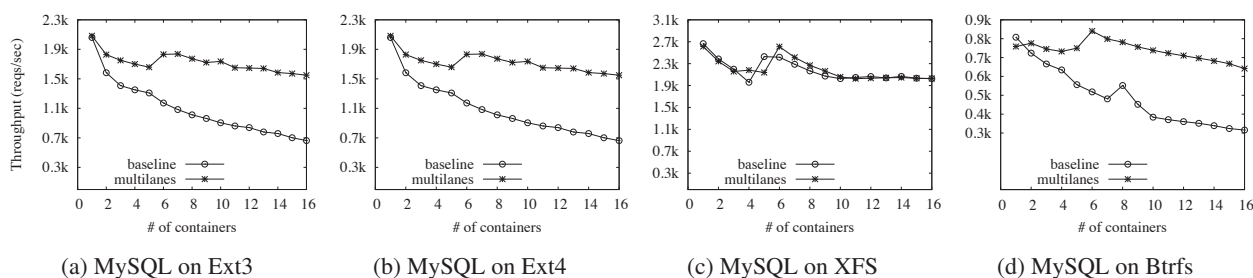 Throughput (reqs/sec)
2.3k
1.9k
1.5k
1.1k
0.7k
0.3k
baseline
multilanes
0 2 4 6 8 10 12 14 16
# of containers
(a) MySQL on Ext3
2.3k
1.9k
1.5k
1.1k
0.7k
0.3k
baseline
multilanes
0 2 4 6 8 10 12 14 16
# of containers
(b) MySQL on Ext4
3.1k
2.7k
2.3k
1.9k
2.1k
1.1k
0.7k
0.3k
baseline
multilanes
0 2 4 6 8 10 12 14 16
# of containers
(c) MySQL on XFS
1.0k
0.9k
0.8k
0.7k
0.6k
0.5k
0.4k
0.3k
baseline
multilanes
0 2 4 6 8 10 12 14 16
# of containers
(d) MySQL on Btrfs